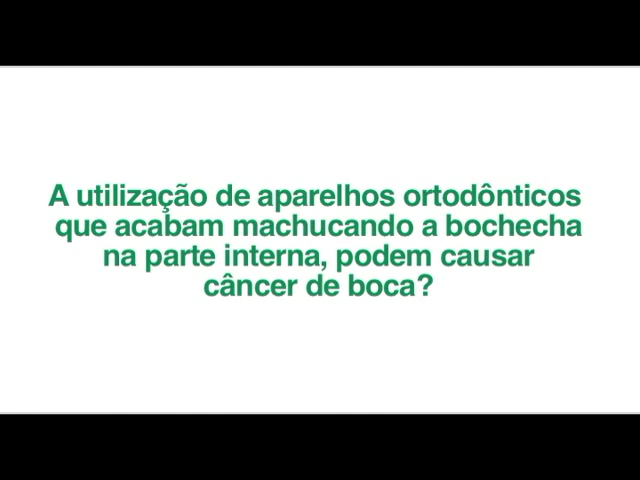 A utilização de aparelhos ortodônticos
que acabam machucando a bochecha
na parte interna, podem causar
câncer de boca?